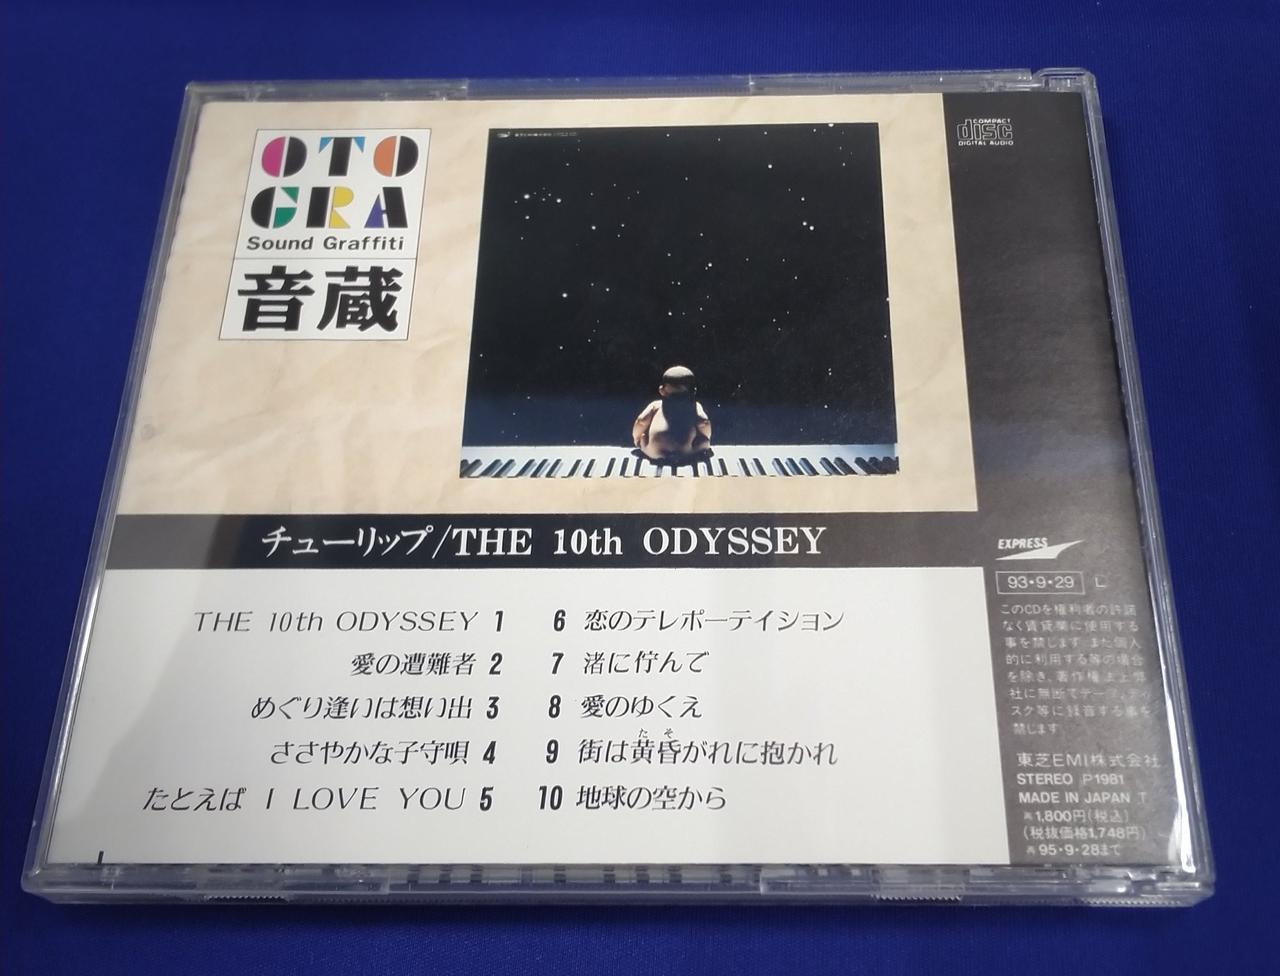 OTO
GRA
Sound Graffiti
音蔵
COMPACT
disc
DIGITAL AUDIO
チューリップ/THE 10th ODYSSEY
THE 10th ODYSSEY 1
愛の遭難者 2
めぐり逢いは想い出 3
ささやかな子守唄 4
たとえば I LOVE YOU 5
6 恋のテレポーテイション
7 渚に佇んで
8 愛のゆくえ
たそ
9 街は黄昏がれに抱かれ
10 地球の空から
EXPRESS
93・9・29 L
このCDを権利者の許諾
なく賃貸業に使用する
事を禁じます。また個人
的に利用する等の場合
を除き、著作権法上弊
社に無断でテープ、ディ
スク等に録音する事を
禁じます
東芝EMI株式会社
STEREO P1981
MADE IN JAPAN T
再1,800円(税込)
(税抜価格1,748円)
再95・9・28まで